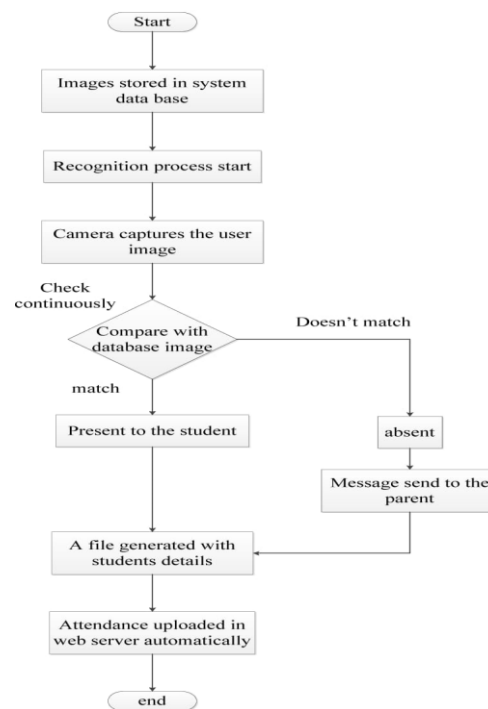 Start
Images stored in system
data base
Recognition process start
Camera captures the user
image
Check
continuously
Compare with
database image
Doesn't match
match
Present to the student
absent
Message send to the
parent
A file generated with
students details
Attendance uploaded in
web server automatically
end